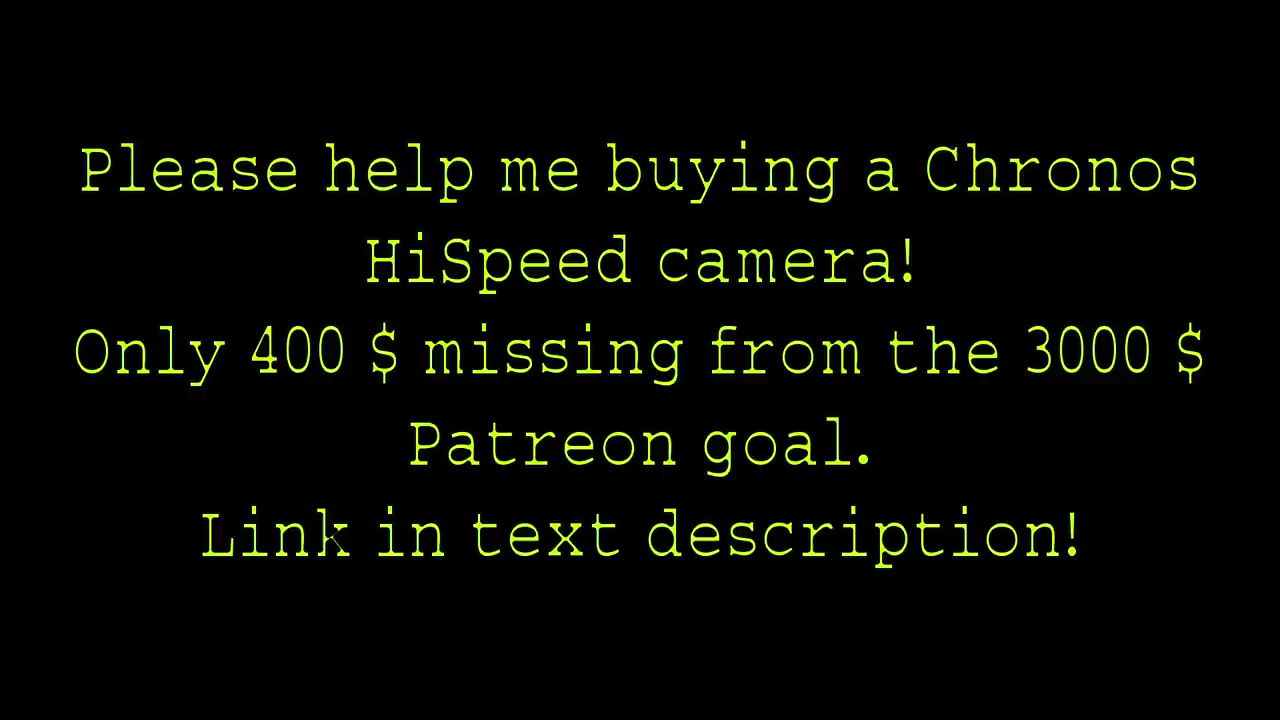 Please help me buying a Chronos
HiSpeed camera!
Only 400 $ missing from the 3000 $
Patreon goal.
Link in text description!